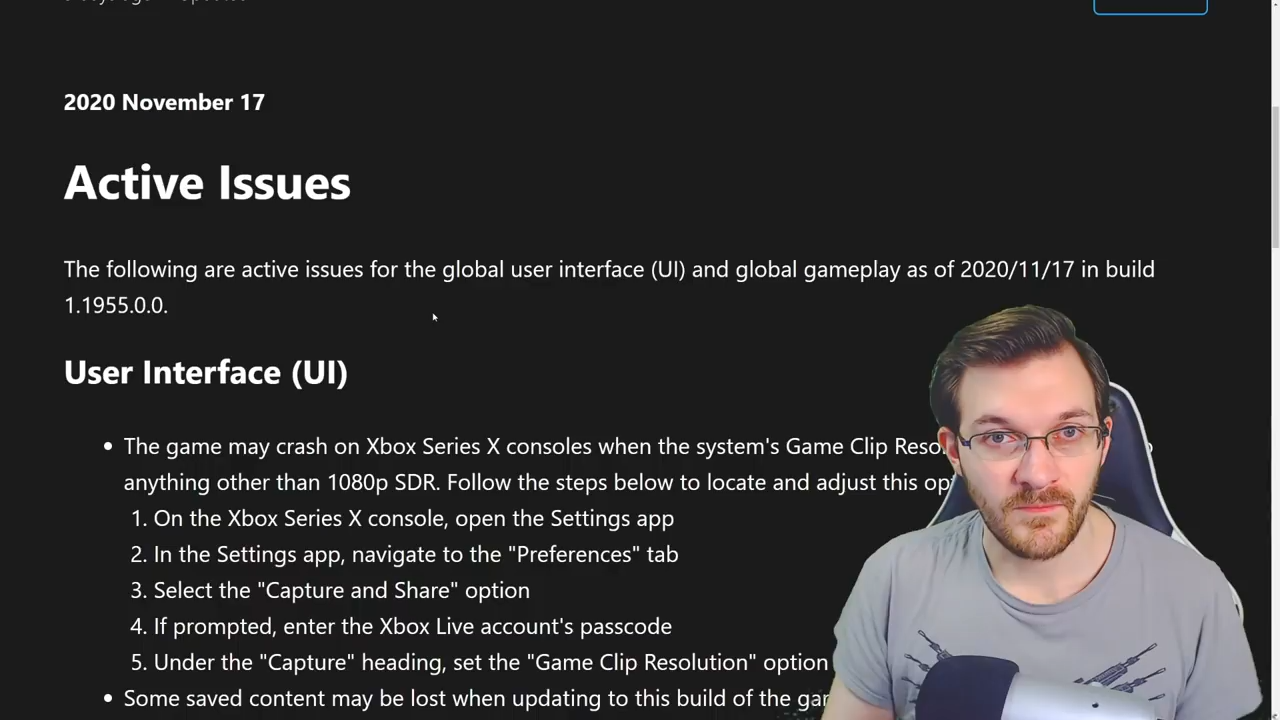 2020 November 17
Active Issues
The following are active issues for the global user interface (UI) and global gameplay as of 2020/11/17 in build
1.1955.0.0.
User Interface (UI)
• The game may crash on Xbox Series X consoles when the system's Game Clip
anything other than 1080p SDR. Follow the steps below to locate and adjust this
1. On the Xbox Series X console, open the Settings app
2. In the Settings app, navigate to the "Preferences" tab
3. Select the "Capture and Share" option
4. If prompted, enter the Xbox Live account's passcode
5. Under the "Capture" heading, set the "Game Clip Resolution" option
• Some saved content may be lost when updating to this build of the